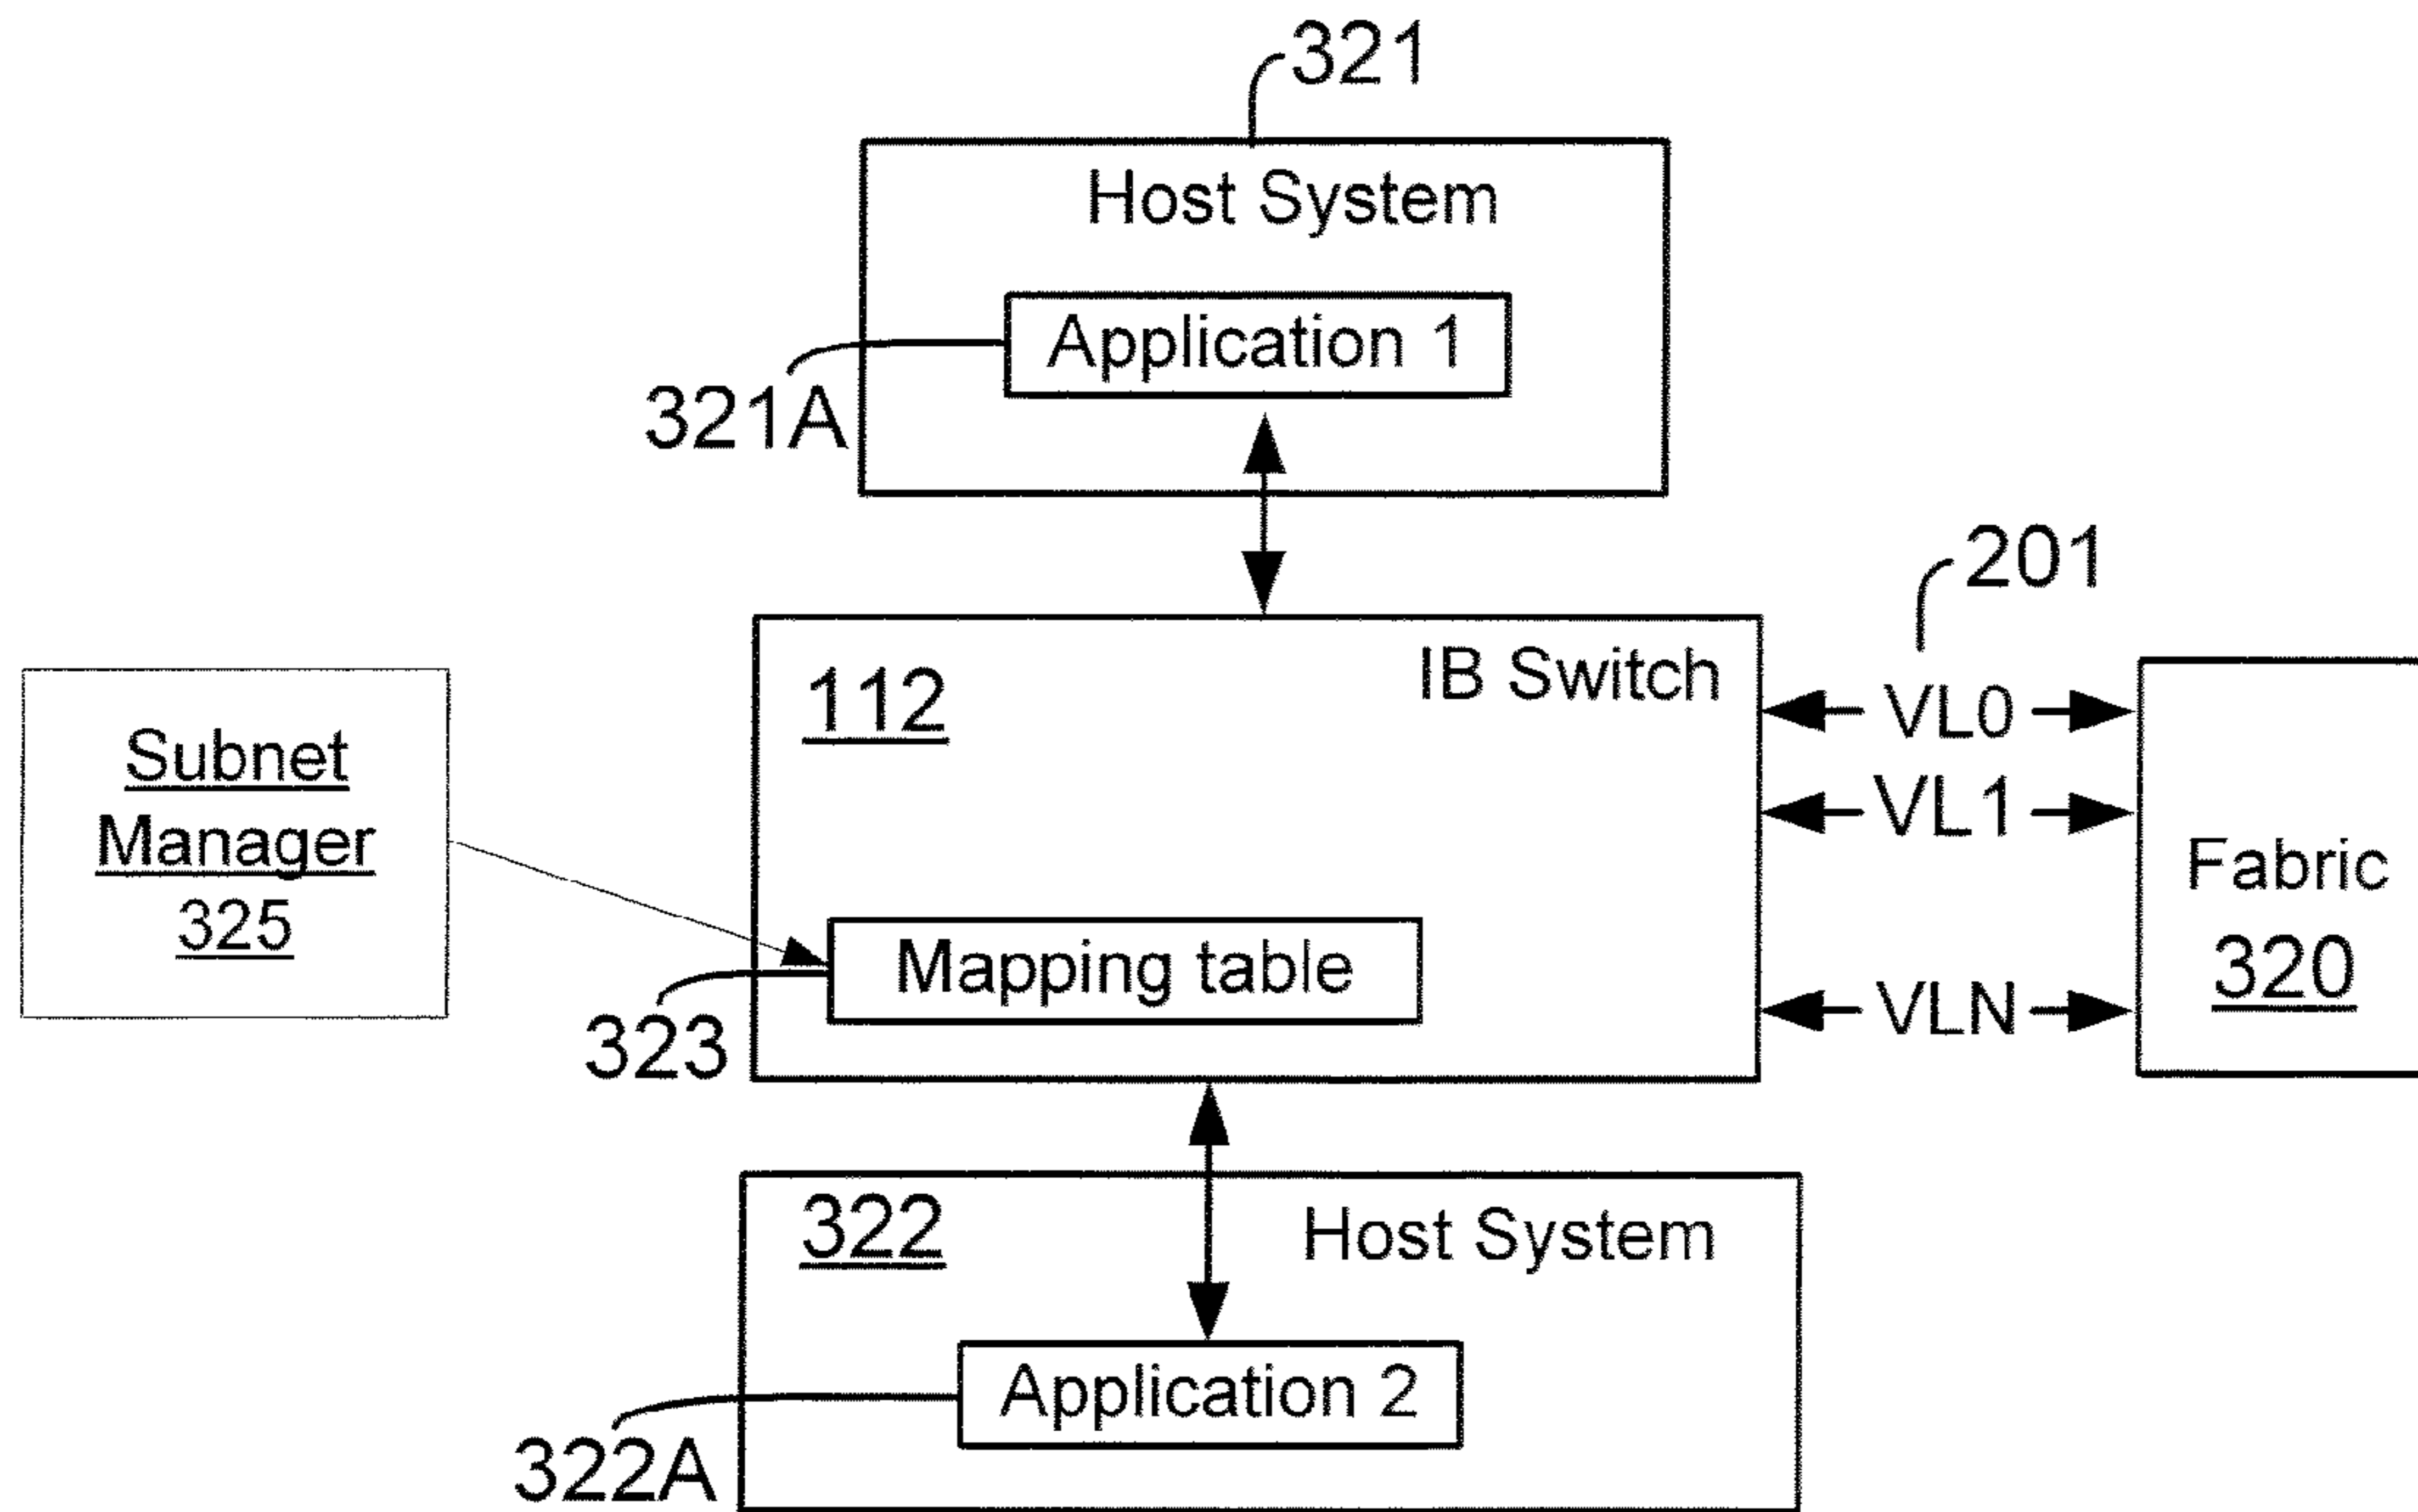 321
Host System
Application 1
321A
201
IB Switch
112
VL0
Subnet
Manager
325
VL1
Fabric
320
Mapping table
VLN
323
322
Host System
Application 2
322A